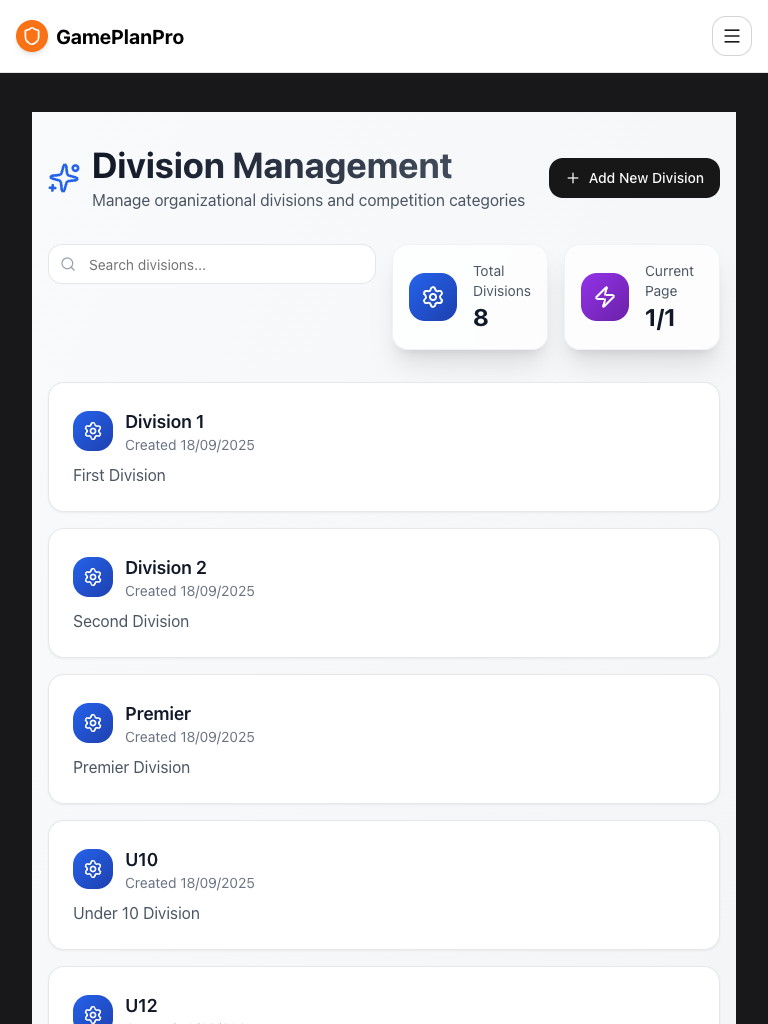 GamePlanPro
Division Management
Manage organizational divisions and competition categories
Add New Division
Search divisions...
Total
Divisions
8
Current
Page
1/1
Division 1
Created 18/09/2025
First Division
Division 2
Created 18/09/2025
Second Division
Premier
Created 18/09/2025
Premier Division
U10
Created 18/09/2025
Under 10 Division
U12